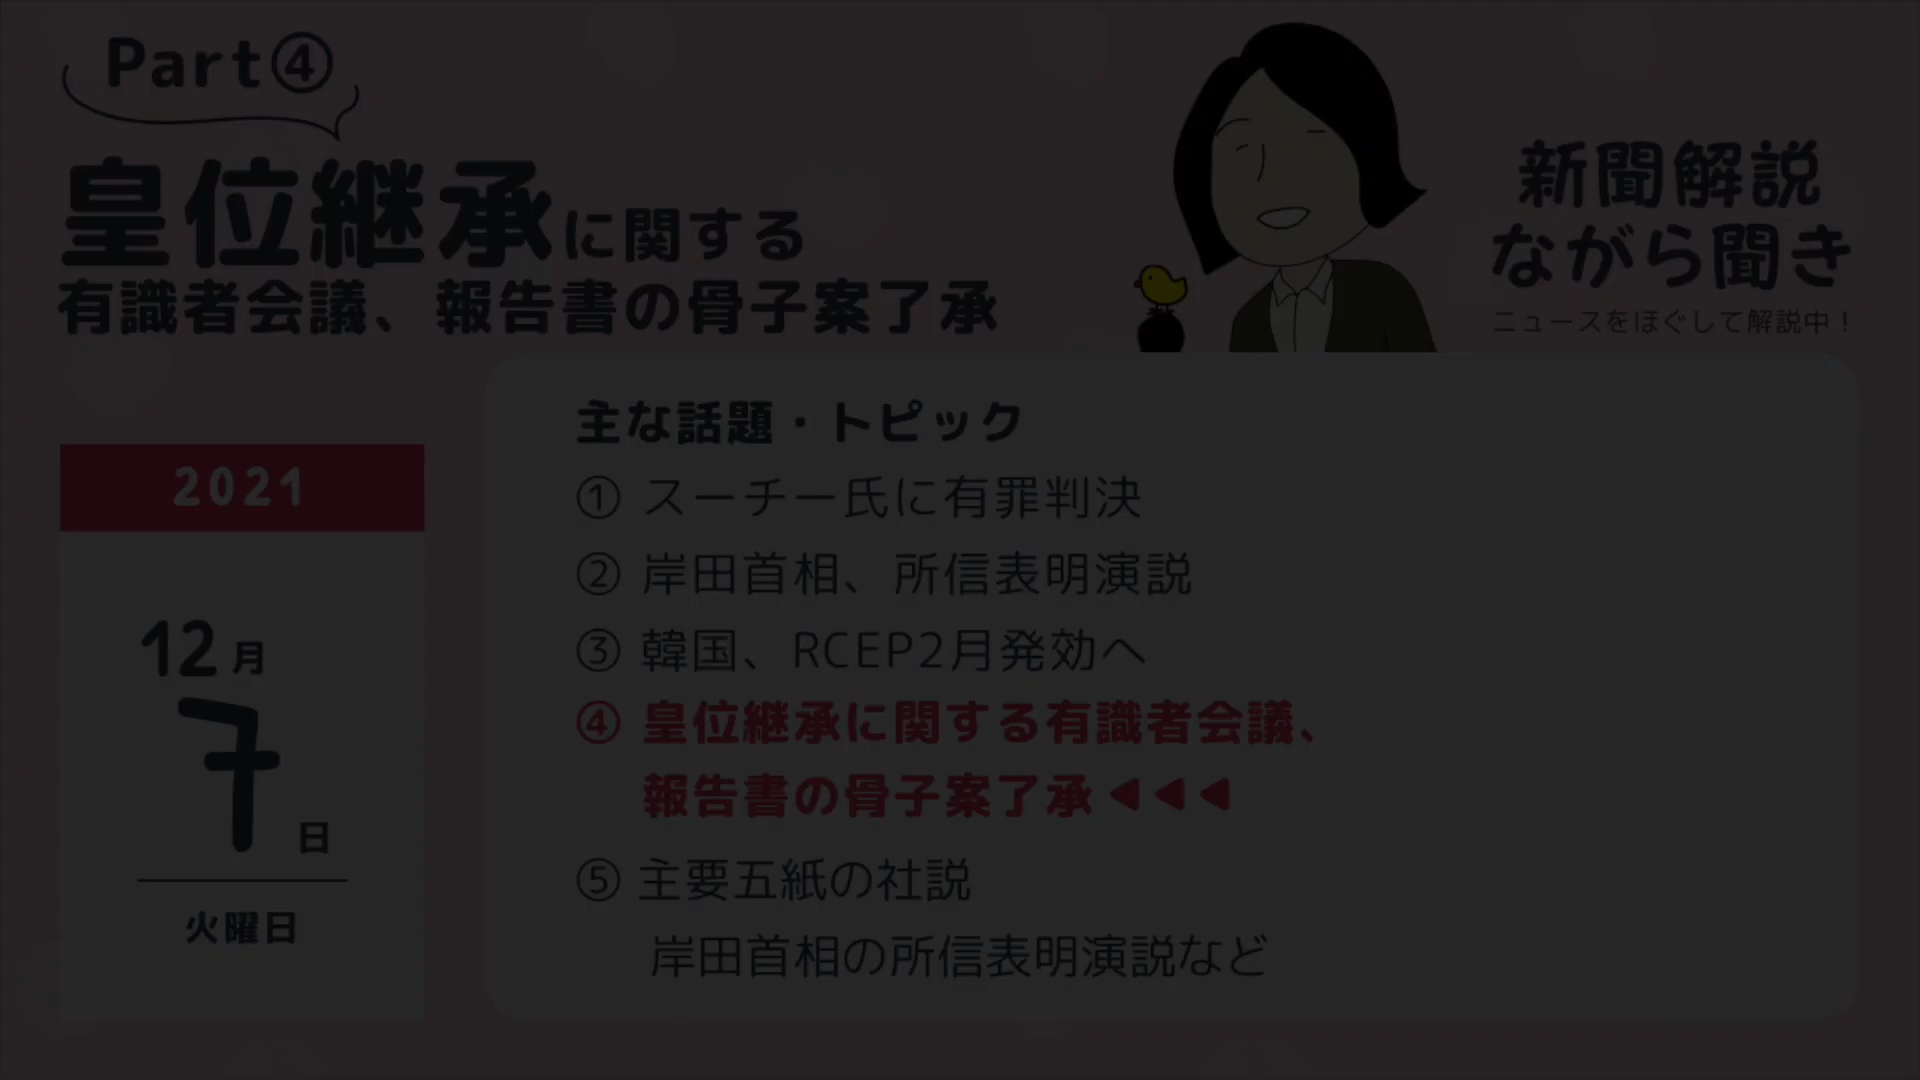 Part④
皇位継承に関する
有識者会議、報告書の骨子案了承
新聞解説
ながら聞き
ニュースをほぐして解説中！
2021
12月
7日
火曜日
主な話題・トピック
① スーチー氏に有罪判決
② 岸田首相、所信表明演説
③ 韓国、RCEP2月発効へ
④ 皇位継承に関する有識者会議、
報告書の骨子案了承 ◀◀◀
⑤ 主要五紙の社説
岸田首相の所信表明演説など